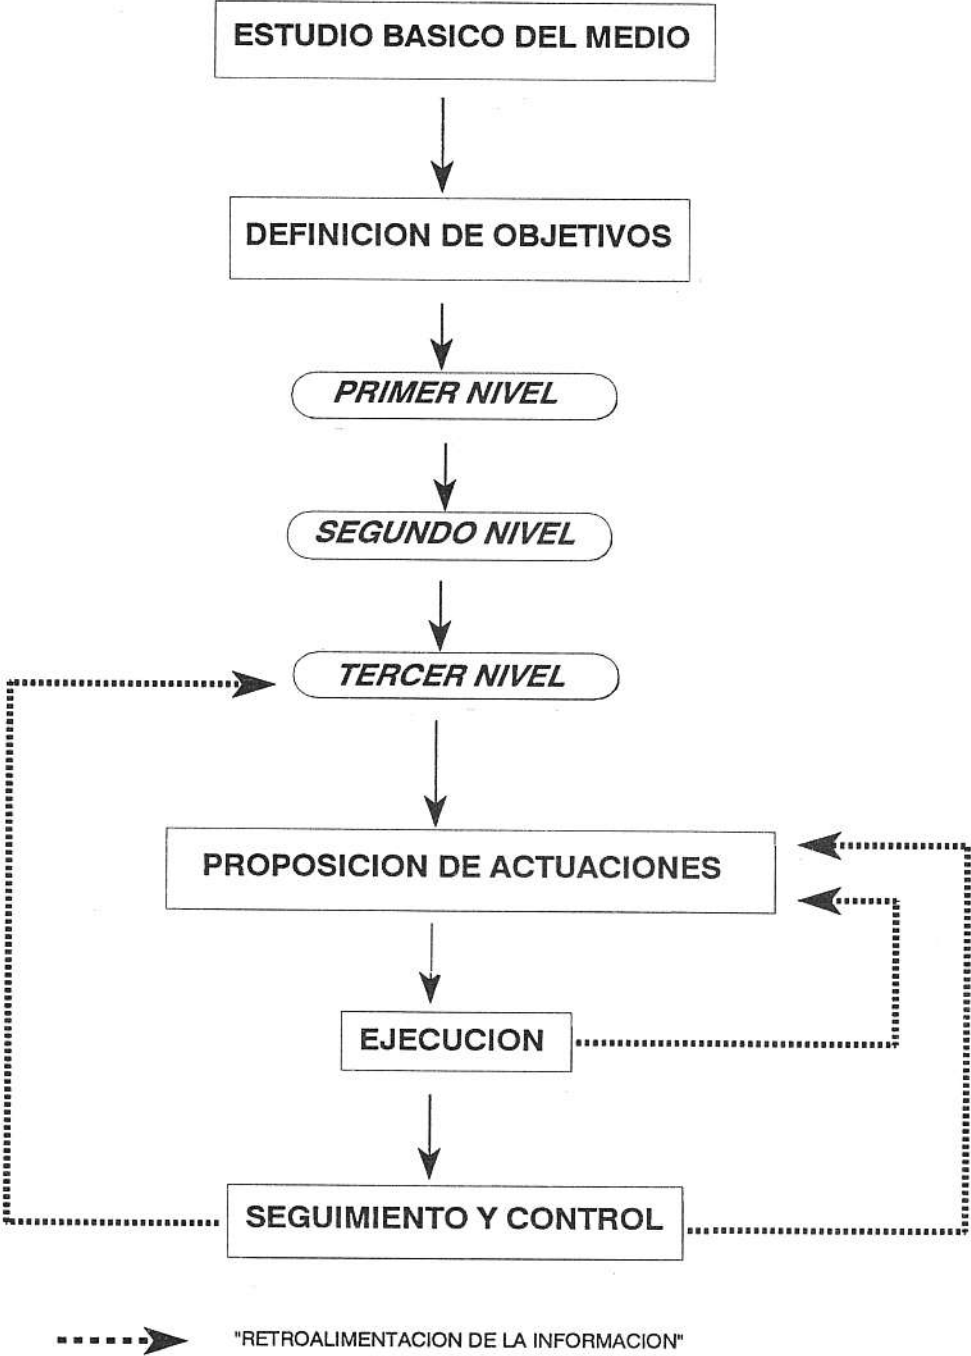 ESTUDIO BASICO DEL MEDIO
DEFINICION DE OBJETIVOS
PRIMER NIVEL
SEGUNDO NIVEL
TERCER NIVEL
PROPOSICION DE ACTUACIONES
EJECUCION
SEGUIMIENTO Y CONTROL
"RETROALIMENTACION DE LA INFORMACION"